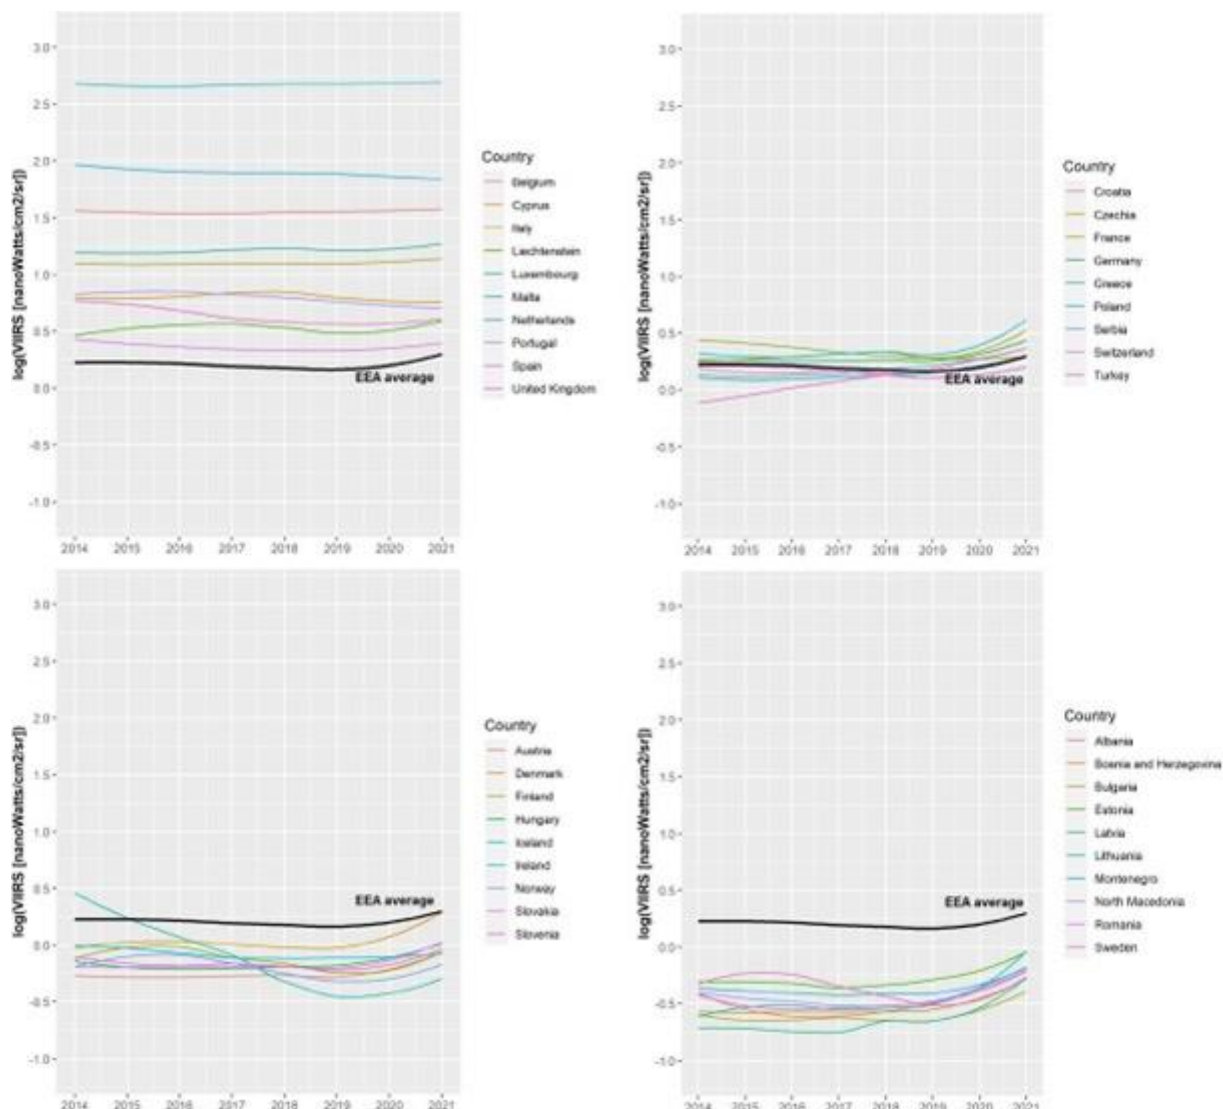 log(VIIRS [nanoWatts/cm2/sr])
3.0
2.5
2.0
1.5
1.0
0.5
0.0
-0.5
-1.0
EEA average
2014 2015 2016 2017 2018 2019 2020 2021
Country
Belgium
Cyprus
Italy
Liechtenstein
Luxembourg
Malta
Netherlands
Portugal
Spain
United Kingdom
log(VIIRS [nanoWatts/cm2/sr])
3.0
2.5
2.0
1.5
1.0
0.5
0.0
-0.5
-1.0
EEA average
2014 2015 2016 2017 2018 2019 2020 2021
Country
Croatia
Czechia
France
Germany
Greece
Poland
Serbia
Switzerland
Turkey
log(VIIRS [nanoWatts/cm2/sr])
3.0
2.5
2.0
1.5
1.0
0.5
0.0
-0.5
-1.0
EEA average
2014 2015 2016 2017 2018 2019 2020 2021
Country
Austria
Denmark
Finland
Hungary
Iceland
Ireland
Norway
Slovakia
Slovenia
log(VIIRS [nanoWatts/cm2/sr])
3.0
2.5
2.0
1.5
1.0
0.5
0.0
-0.5
-1.0
EEA average
2014 2015 2016 2017 2018 2019 2020 2021
Country
Albania
Bosnia and Herzegovina
Bulgaria
Estonia
Latvia
Lithuania
Montenegro
North Macedonia
Romania
Sweden